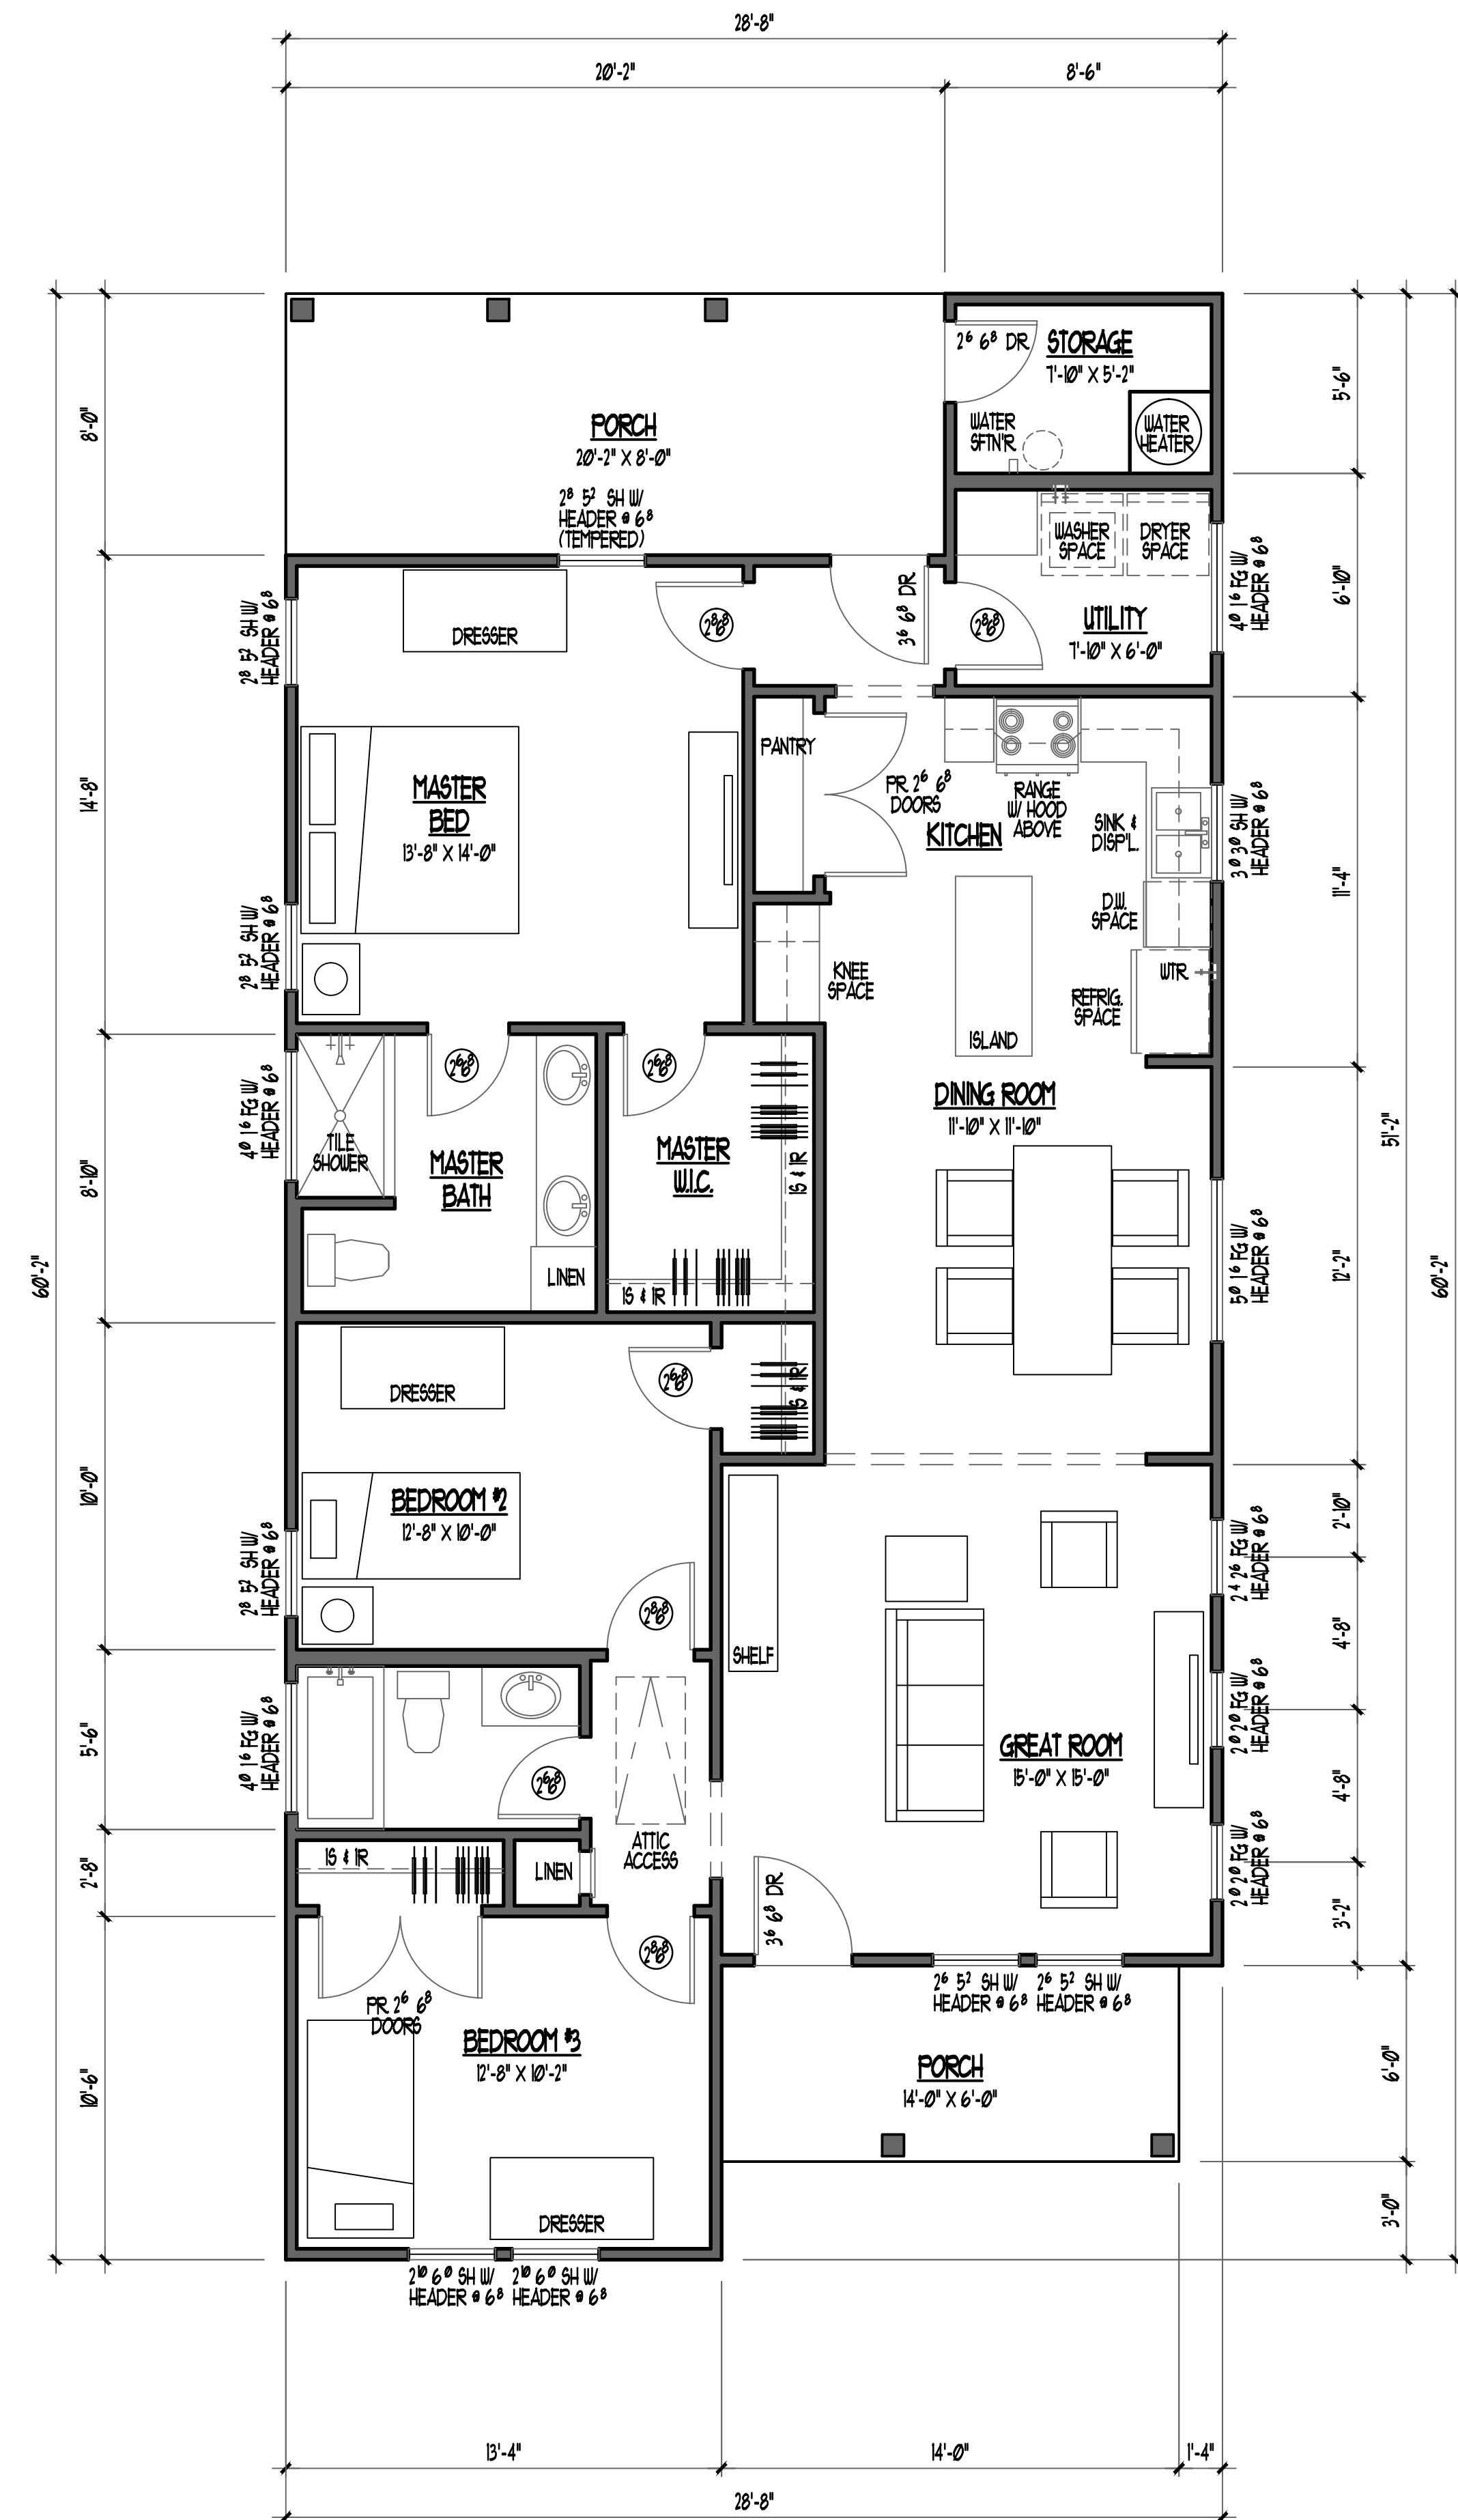 28'-8"
20'-2"
8'-6"
STORAGE
7'-10" X 5'-2"
2⁶ 6⁸ DR.
WATER
SFTN'R
WATER
HEATER
PORCH
20'-2" X 8'-0"
2⁸ 5² SH W/
HEADER @ 6⁸
(TEMPERED)
WASHER
SPACE
DRYER
SPACE
UTILITY
7'-10" X 6'-0"
2⁸6⁸
3⁶ 6⁸ DR
2⁸6⁸
DRESSER
2⁸ 5² SH W/
HEADER @ 6⁸
4⁰ 1⁶ FG W/
HEADER @ 6⁸
MASTER
BED
13'-8" X 14'-0"
PANTRY
PR. 2⁶ 6⁸
DOORS
KITCHEN
RANGE
W/ HOOD
ABOVE
SINK &
DISP'L.
3⁰ 3⁰ SH W/
HEADER @ 6⁸
D.W.
SPACE
2⁸ 5² SH W/
HEADER @ 6⁸
KNEE
SPACE
ISLAND
REFRIG.
SPACE
WTR
2⁶6⁸
2⁶6⁸
4⁰ 1⁶ FG W/
HEADER @ 6⁸
TILE
SHOWER
MASTER
BATH
MASTER
W.I.C.
1S & 1R
DINING ROOM
11'-10" X 11'-10"
LINEN
1S & 1R
5⁰ 1⁶ FG W/
HEADER @ 6⁸
DRESSER
2⁶6⁸
1S & 1R
BEDROOM #2
12'-8" X 10'-0"
2⁸ 5² SH W/
HEADER @ 6⁸
2⁸6⁸
SHELF
2⁴ 2⁶ FG W/
HEADER @ 6⁸
4⁰ 1⁶ FG W/
HEADER @ 6⁸
2⁶6⁸
GREAT ROOM
15'-0" X 15'-0"
2⁰ 2⁰ FG W/
HEADER @ 6⁸
ATTIC
ACCESS
1S & 1R
LINEN
3⁶ 6⁸ DR
2⁰ 2⁰ FG W/
HEADER @ 6⁸
2⁸6⁸
PR. 2⁶ 6⁸
DOORS
2⁶ 5² SH W/
HEADER @ 6⁸
2⁶ 5² SH W/
HEADER @ 6⁸
BEDROOM #3
12'-8" X 10'-2"
PORCH
14'-0" X 6'-0"
DRESSER
2¹⁰ 6⁰ SH W/
HEADER @ 6⁸
2¹⁰ 6⁰ SH W/
HEADER @ 6⁸
60'-2"
8'-0"
14'-8"
8'-10"
10'-0"
5'-6"
2'-8"
10'-6"
5'-6"
6'-10"
11'-4"
12'-2"
2'-10"
4'-8"
4'-8"
3'-2"
51'-2"
6'-0"
3'-0"
60'-2"
13'-4"
14'-0"
1'-4"
28'-8"